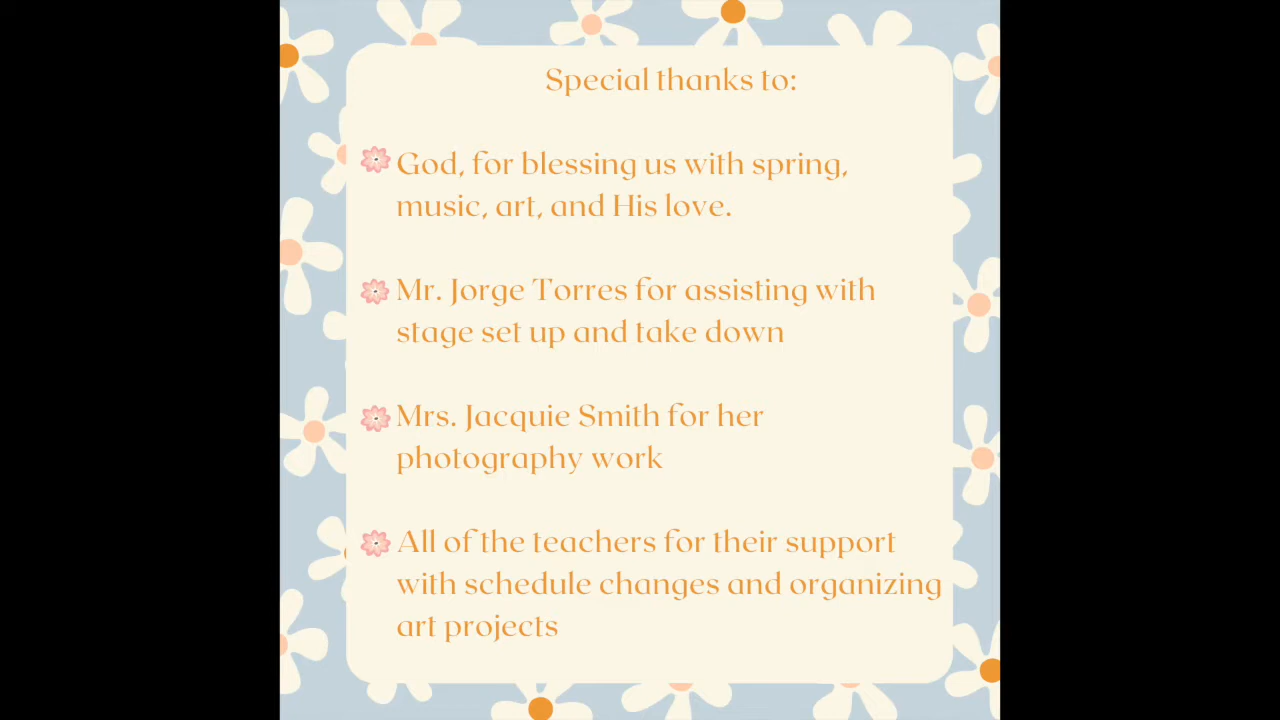 Special thanks to:
God, for blessing us with spring,
music, art, and His love.
Mr. Jorge Torres for assisting with
stage set up and take down
Mrs. Jacquie Smith for her
photography work
All of the teachers for their support
with schedule changes and organizing
art projects